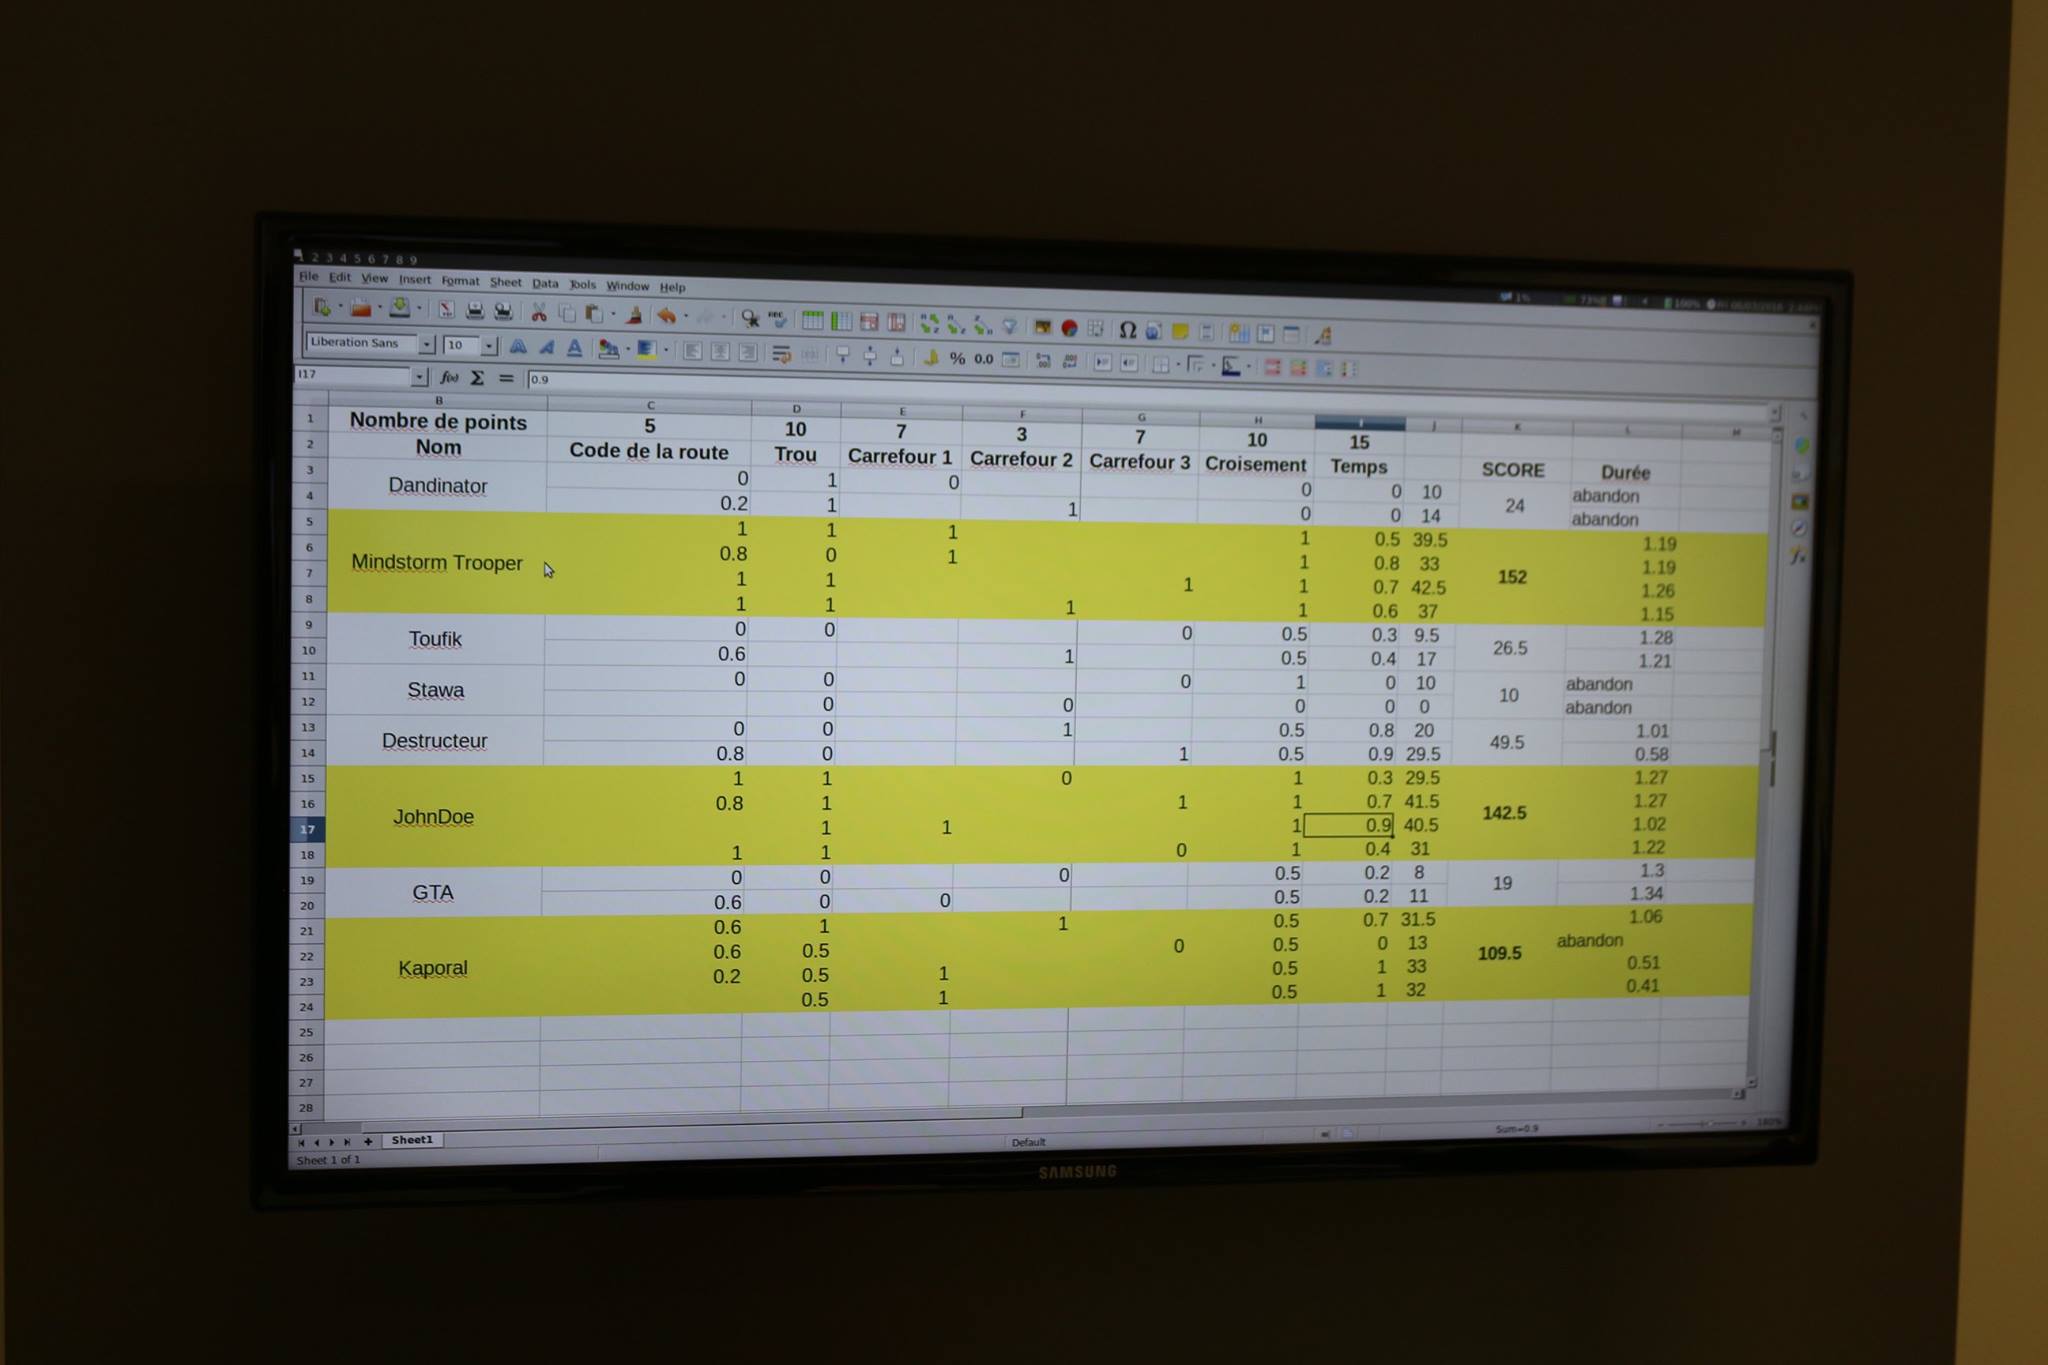 1 2 3 4 5 6 7 8 9
File Edit View Insert Format Sheet Data Tools Window Help
Liberation Sans 10 % 0.0
I17 f(x) Σ = 0.9
B C D E F G H I J K L M
1 Nombre de points 5 10 7 3 7 10 15
2 Nom Code de la route Trou Carrefour 1 Carrefour 2 Carrefour 3 Croisement Temps SCORE Durée
3 Dandinator 0 1 0 0 0 10 24 abandon
4 0.2 1 1 0 0 14 abandon
5 Mindstorm Trooper 1 1 1 1 0.5 39.5 152 1.19
6 0.8 0 1 1 0.8 33 1.19
7 1 1 1 1 0.7 42.5 1.26
8 1 1 1 1 0.6 37 1.15
9 Toufik 0 0 0 0.5 0.3 9.5 26.5 1.28
10 0.6 1 0.5 0.4 17 1.21
11 Stawa 0 0 0 1 0 10 10 abandon
12 0 0 0 0 0 abandon
13 Destructeur 0 0 1 0.5 0.8 20 49.5 1.01
14 0.8 0 1 0.5 0.9 29.5 0.58
15 JohnDoe 1 1 0 1 0.3 29.5 142.5 1.27
16 0.8 1 1 1 0.7 41.5 1.27
17 1 1 1 0.9 40.5 1.02
18 1 1 0 1 0.4 31 1.22
19 GTA 0 0 0 0.5 0.2 8 19 1.3
20 0.6 0 0 0.5 0.2 11 1.34
21 Kaporal 0.6 1 1 0.5 0.7 31.5 109.5 1.06
22 0.6 0.5 0 0.5 0 13 abandon
23 0.2 0.5 1 0.5 1 33 0.51
24 0.5 1 0.5 1 32 0.41
25
26
27
28
Sheet1
Sheet 1 of 1 Default Sum=0.9 180%
SAMSUNG